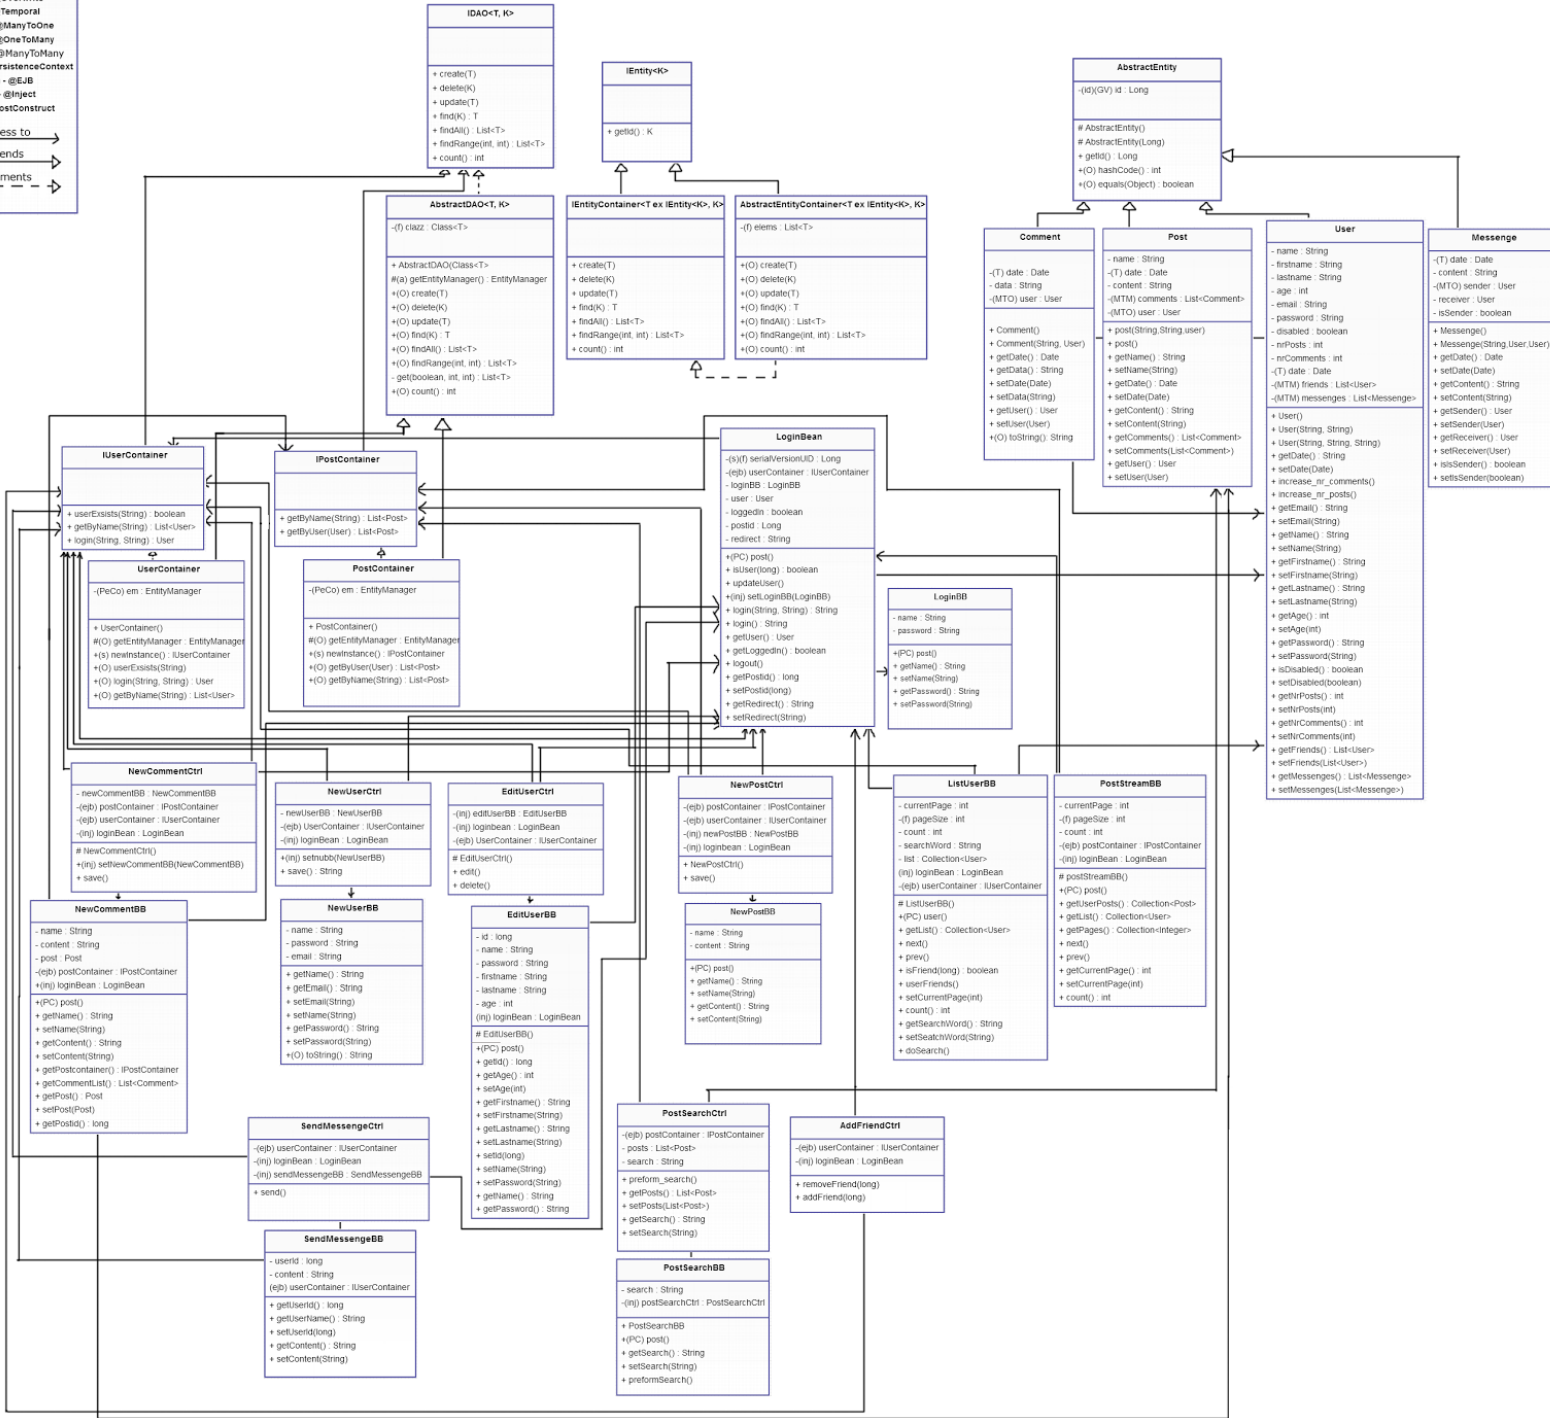 Temporal
@ManyToOne
@OneToMany
@ManyToMany
rsistenceContext
- @EJB
- @Inject
ostConstruct
ess to
ends
ments
IDAO<T, K>
+ create(T)
+ delete(K)
+ update(T)
+ find(K) : T
+ findAll() : List<T>
+ findRange(int, int) : List<T>
+ count() : int
IEntity<K>
+ getId() : K
AbstractEntity
-(id)(GV) id : Long
# AbstractEntity()
# AbstractEntity(Long)
+ getId() : Long
+(O) hashCode() : int
+(O) equals(Object) : boolean
AbstractDAO<T, K>
-(f) clazz : Class<T>
+ AbstractDAO(Class<T>
#(a) getEntityManager() : EntityManager
+(O) create(T)
+(O) delete(K)
+(O) update(T)
+(O) find(K) : T
+(O) findAll() : List<T>
+(O) findRange(int, int) : List<T>
- get(boolean, int, int) : List<T>
+(O) count() : int
IEntityContainer<T ex IEntity<K>, K>
+ create(T)
+ delete(K)
+ update(T)
+ find(K) : T
+ findAll() : List<T>
+ findRange(int, int) : List<T>
+ count() : int
AbstractEntityContainer<T ex IEntity<K>, K>
-(f) elems : List<T>
+(O) create(T)
+(O) delete(K)
+(O) update(T)
+(O) find(K) : T
+(O) findAll() : List<T>
+(O) findRange(int, int) : List<T>
+(O) count() : int
Comment
-(T) date : Date
- data : String
-(MTO) user : User
+ Comment()
+ Comment(String, User)
+ getDate() : Date
+ getData() : String
+ setDate(Date)
+ setData(String)
+ getUser() : User
+ setUser(User)
+(O) toString() : String
Post
- name : String
-(T) date : Date
- content : String
-(MTM) comments : List<Comment>
-(MTO) user : User
+ post(String,String,user)
+ post()
+ getName() : String
+ setName(String)
+ getDate() : Date
+ setDate(Date)
+ getContent() : String
+ setContent(String)
+ getComments() : List<Comment>
+ setComments(List<Comment>)
+ getUser() : User
+ setUser(User)
User
- name : String
- firstname : String
- lastname : String
- age : int
- email : String
- password : String
- disabled : boolean
- nrPosts : int
- nrComments : int
-(T) date : Date
-(MTM) friends : List<User>
-(MTM) messenges : List<Messenge>
+ User()
+ User(String, String)
+ User(String, String, String)
+ getDate() : String
+ setDate(Date)
+ increase_nr_comments()
+ increase_nr_posts()
+ getEmail() : String
+ setEmail(String)
+ getName() : String
+ setName(String)
+ getFirstname() : String
+ setFirstname(String)
+ getLastname() : String
+ setLastname(String)
+ getAge() : int
+ setAge(int)
+ getPassword() : String
+ setPassword(String)
+ isDisabled() : boolean
+ setDisabled(boolean)
+ getNrPosts() : int
+ setNrPosts(int)
+ getNrComments() : int
+ setNrComments(int)
+ getFriends() : List<User>
+ setFriends(List<User>)
+ getMessenges() : List<Messenge>
+ setMessenges(List<Messenge>)
Messenge
-(T) date : Date
- content : String
-(MTO) sender : User
- receiver : User
- isSender : boolean
+ Messenge()
+ Messenge(String,User,User)
+ getDate() : Date
+ setDate(Date)
+ getContent() : String
+ setContent(String)
+ getSender() : User
+ setSender(User)
+ getReceiver() : User
+ setReceiver(User)
+ isIsSender() : boolean
+ setIsSender(boolean)
IUserContainer
+ userExsists(String) : boolean
+ getByName(String) : List<User>
+ login(String, String) : User
IPostContainer
+ getByName(String) : List<Post>
+ getByUser(User) : List<Post>
LoginBean
-(s)(f) serialVersionUID : Long
-(ejb) userContainer : IUserContainer
- loginBB : LoginBB
- user : User
- loggedIn : boolean
- postid : Long
- redirect : String
+(PC) post()
+ isUser(long) : boolean
+ updateUser()
+(inj) setLoginBB(LoginBB)
+ login(String, String) : String
+ login() : String
+ getUser() : User
+ getLoggedIn() : boolean
+ logout()
+ getPostid() : long
+ setPostid(long)
+ getRedirect() : String
+ setRedirect(String)
UserContainer
-(PeCo) em : EntityManager
+ UserContainer()
#(O) getEntityManager : EntityManager
+(s) newInstance() : IUserContainer
+(O) userExsists(String)
+(O) login(String, String) : User
+(O) getByName(String) : List<User>
PostContainer
-(PeCo) em : EntityManager
+ PostContainer()
#(O) getEntityManager : EntityManager
+(s) newInstance() : IPostContainer
+(O) getByUser(User) : List<Post>
+(O) getByName(String) : List<Post>
LoginBB
- name : String
- password : String
+(PC) post()
+ getName() : String
+ setName(String)
+ getPassword() : String
+ setPassword(String)
NewCommentCtrl
- newCommentBB : NewCommentBB
-(ejb) postContainer : IPostContainer
-(ejb) userContainer : IUserContainer
-(inj) loginBean : LoginBean
# NewCommentCtrl()
+(inj) setNewCommentBB(NewCommentBB)
+ save()
NewUserCtrl
- newUserBB : NewUserBB
-(ejb) UserContainer : IUserContainer
-(inj) loginBean : LoginBean
+(inj) setnubb(NewUserBB)
+ save() : String
EditUserCtrl
-(inj) editUserBB : EditUserBB
-(inj) loginbean : LoginBean
-(ejb) UserContainer : IUserContainer
# EditUserCtrl()
+ edit()
+ delete()
NewPostCtrl
-(ejb) postContainer : IPostContainer
-(ejb) userContainer : IUserContainer
-(inj) newPostBB : NewPostBB
-(inj) loginbean : LoginBean
+ NewPostCtrl()
+ save()
ListUserBB
- currentPage : int
-(f) pageSize : int
- count : int
- searchWord : String
- list : Collection<User>
(inj) loginBean : LoginBean
-(ejb) userContainer : IUserContainer
# ListUserBB()
+(PC) user()
+ getList() : Collection<User>
+ next()
+ prev()
+ isFriend(long) : boolean
+ userFriends()
+ setCurrentPage(int)
+ count() : int
+ getSearchWord() : String
+ setSeatchWord(String)
+ doSearch()
PostStreamBB
- currentPage : int
-(f) pageSize : int
- count : int
-(ejb) postContainer : IPostContainer
-(inj) loginBean : LoginBean
# postStreamBB()
+(PC) post()
+ getUserPosts() : Collection<Post>
+ getList() : Collection<User>
+ getPages() : Collection<Integer>
+ next()
+ prev()
+ getCurrentPage() : int
+ setCurrentPage(int)
+ count() : int
NewCommentBB
- name : String
- content : String
- post : Post
-(ejb) postContainer : IPostContainer
+(inj) loginBean : LoginBean
+(PC) post()
+ getName() : String
+ setName(String)
+ getContent() : String
+ setContent(String)
+ getPostcontainer() : IPostContainer
+ getCommentList() : List<Comment>
+ getPost() : Post
+ setPost(Post)
+ getPostid() : long
NewUserBB
- name : String
- password : String
- email : String
+ getName() : String
+ getEmail() : String
+ setEmail(String)
+ setName(String)
+ getPassword() : String
+ setPassword(String)
+(O) toString() : String
EditUserBB
- id : long
- name : String
- password : String
- firstname : String
- lastname : String
- age : int
(inj) loginBean : LoginBean
# EditUserBB()
+(PC) post()
+ getId() : long
+ getAge() : int
+ setAge(int)
+ getFirstname() : String
+ setFirstname(String)
+ getLastname() : String
+ setLastname(String)
+ setId(long)
+ setName(String)
+ setPassword(String)
+ getName() : String
+ getPassword() : String
NewPostBB
- name : String
- content : String
+(PC) post()
+ getName() : String
+ setName(String)
+ getContent() : String
+ setContent(String)
SendMessengeCtrl
-(ejb) userContainer : IUserContainer
-(inj) loginBean : LoginBean
-(inj) sendMessengeBB : SendMessengeBB
+ send()
PostSearchCtrl
-(ejb) postContainer : IPostContainer
- posts : List<Post>
- search : String
+ preform_search()
+ getPosts() : List<Post>
+ setPosts(List<Post>)
+ getSearch() : String
+ setSearch(String)
AddFriendCtrl
-(ejb) userContainer : IUserContainer
-(inj) loginBean : LoginBean
+ removeFriend(long)
+ addFriend(long)
SendMessengeBB
- userId : long
- content : String
(ejb) userContainer : IUserContainer
+ getUserId() : long
+ getUserName() : String
+ setUserId(long)
+ getContent() : String
+ setContent(String)
PostSearchBB
- search : String
-(inj) postSearchCtrl : PostSearchCtrl
+ PostSearchBB
+(PC) post()
+ getSearch() : String
+ setSearch(String)
+ preformSearch()